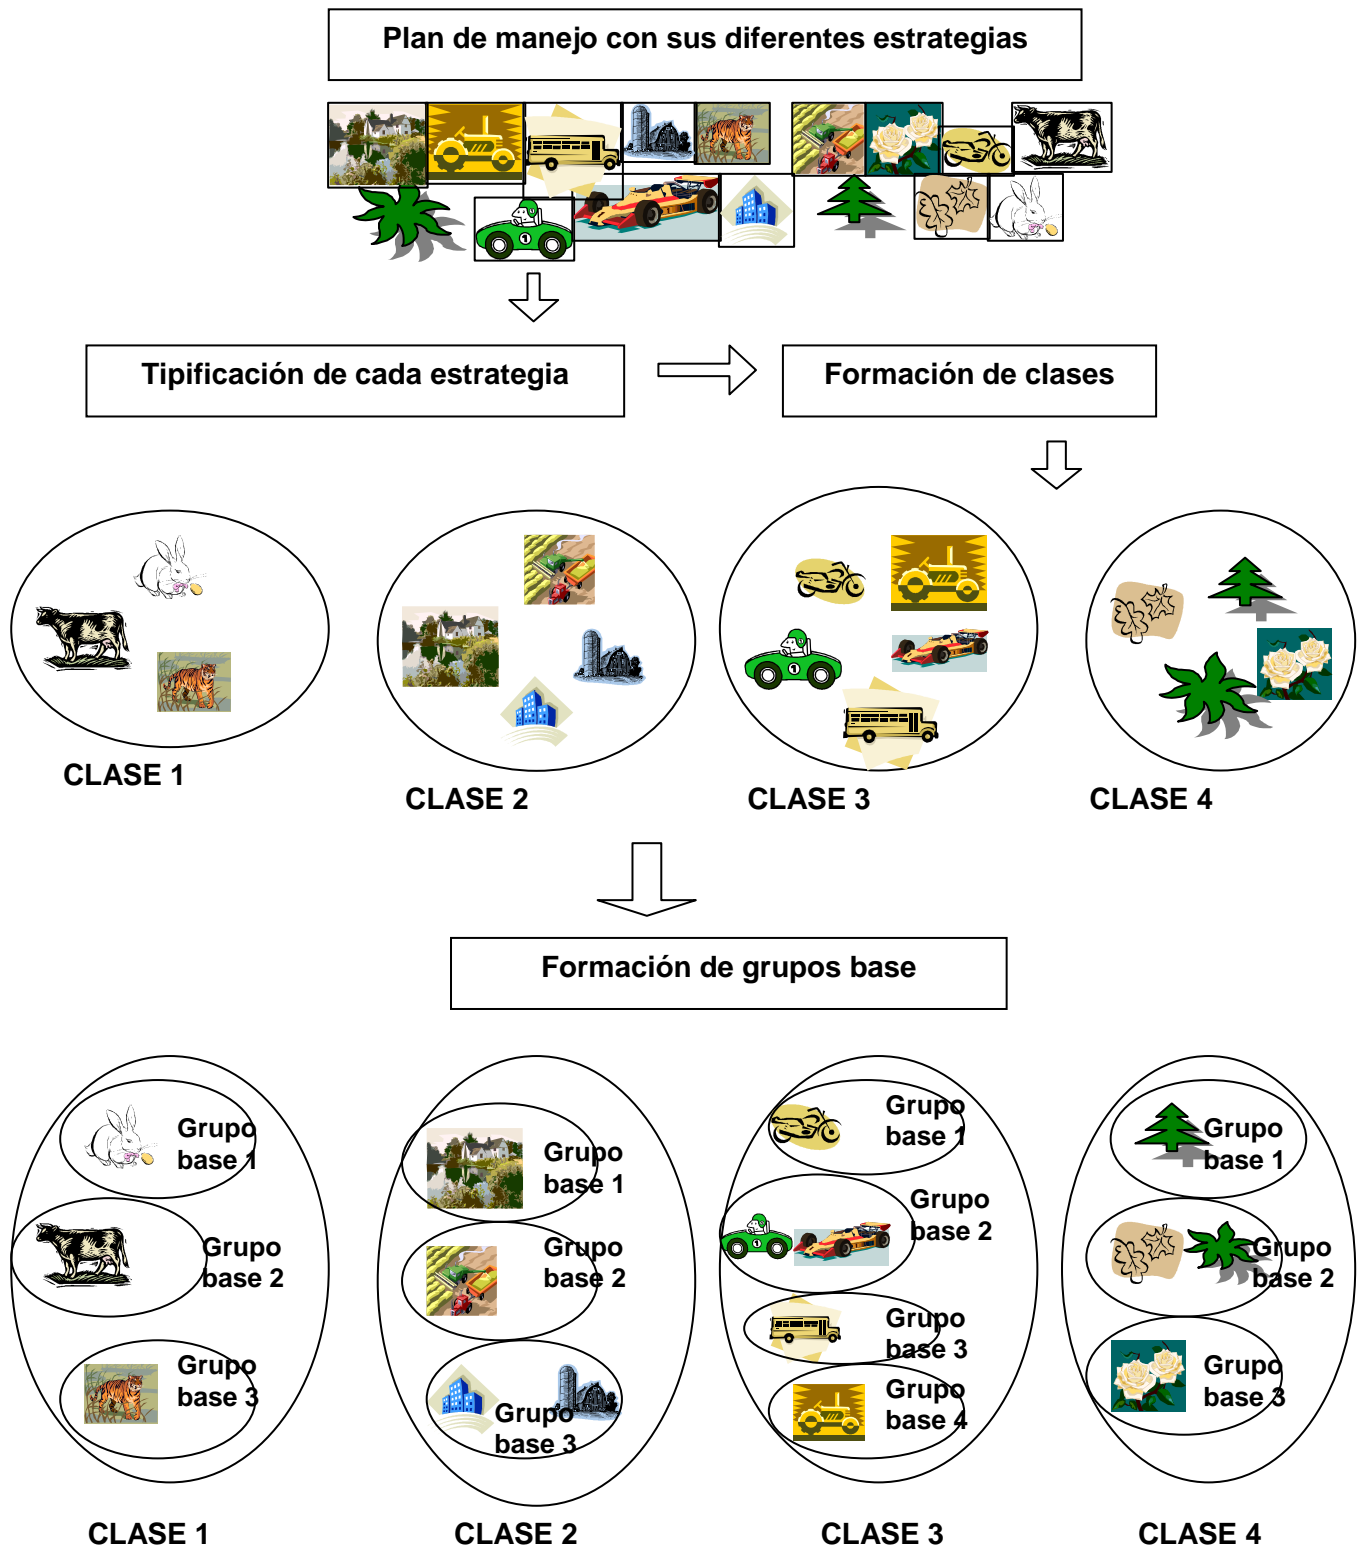 Plan de manejo con sus diferentes estrategias
1
Tipificación de cada estrategia
Formación de clases
1
CLASE 1
CLASE 2
CLASE 3
CLASE 4
Formación de grupos base
Grupo
base 1
Grupo
base 2
Grupo
base 3
Grupo
base 1
Grupo
base 2
Grupo
base 3
Grupo
base 1
1
Grupo
base 2
Grupo
base 3
Grupo
base 4
Grupo
base 1
Grupo
base 2
Grupo
base 3
CLASE 1
CLASE 2
CLASE 3
CLASE 4